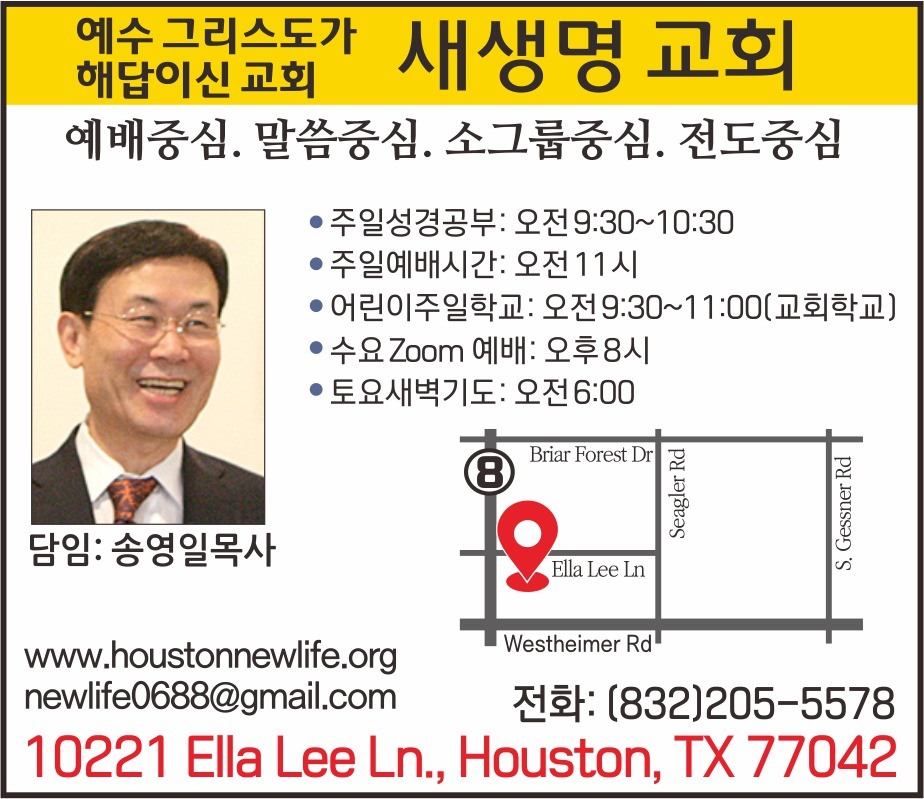 예수 그리스도가
해답이신 교회
새생명 교회
예배중심. 말씀중심. 소그룹중심. 전도중심
• 주일성경공부: 오전 9:30~10:30
• 주일예배시간: 오전 11시
• 어린이주일학교: 오전 9:30~11:00(교회학교)
• 수요 Zoom 예배: 오후 8시
• 토요새벽기도: 오전 6:00
담임: 송영일목사
8
Briar Forest Dr
Seagler Rd
S. Gessner Rd
Ella Lee Ln
Westheimer Rd
www.houstonnewlife.org
newlife0688@gmail.com
전화: (832)205-5578
10221 Ella Lee Ln., Houston, TX 77042